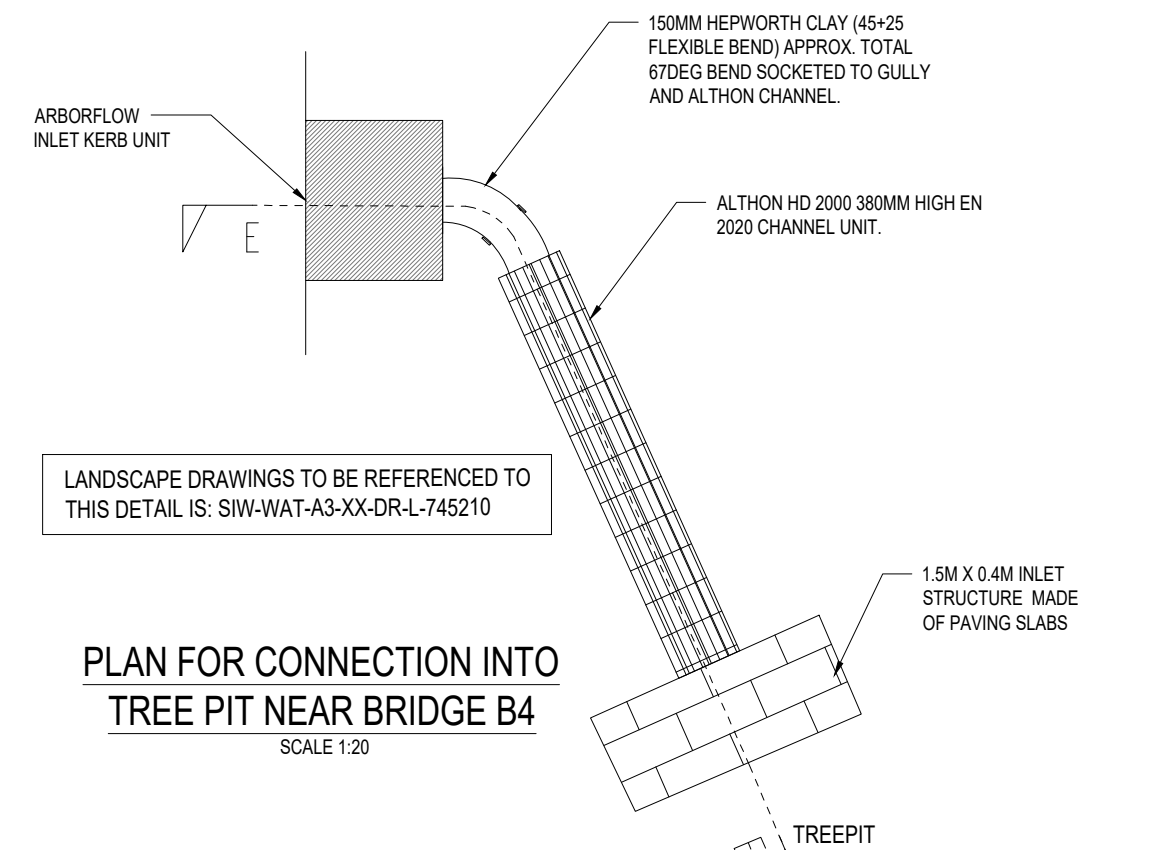 150MM HEPWORTH CLAY (45+25
FLEXIBLE BEND) APPROX. TOTAL
67DEG BEND SOCKETED TO GULLY
AND ALTHON CHANNEL.
ARBORFLOW
INLET KERB UNIT
ALTHON HD 2000 380MM HIGH EN
2020 CHANNEL UNIT.
E
LANDSCAPE DRAWINGS TO BE REFERENCED TO
THIS DETAIL IS: SIW-WAT-A3-XX-DR-L-745210
1.5M X 0.4M INLET
STRUCTURE MADE
OF PAVING SLABS
PLAN FOR CONNECTION INTO
TREE PIT NEAR BRIDGE B4
SCALE 1:20
TREEPIT